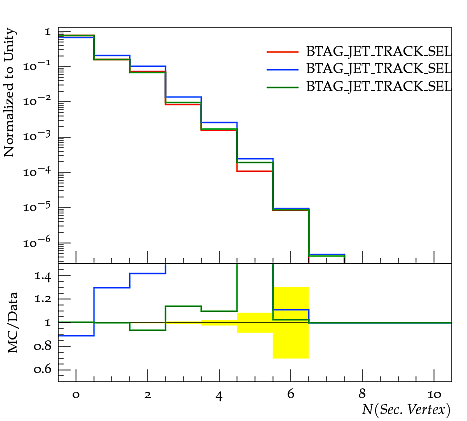 Normalized to Unity
1
10−1
10−2
10−3
10−4
10−5
10−6
BTAG_JET_TRACK_SEL
BTAG_JET_TRACK_SEL
BTAG_JET_TRACK_SEL
MC/Data
1.4
1.2
1
0.8
0.6
0 2 4 6 8 10
N(Sec. Vertex)